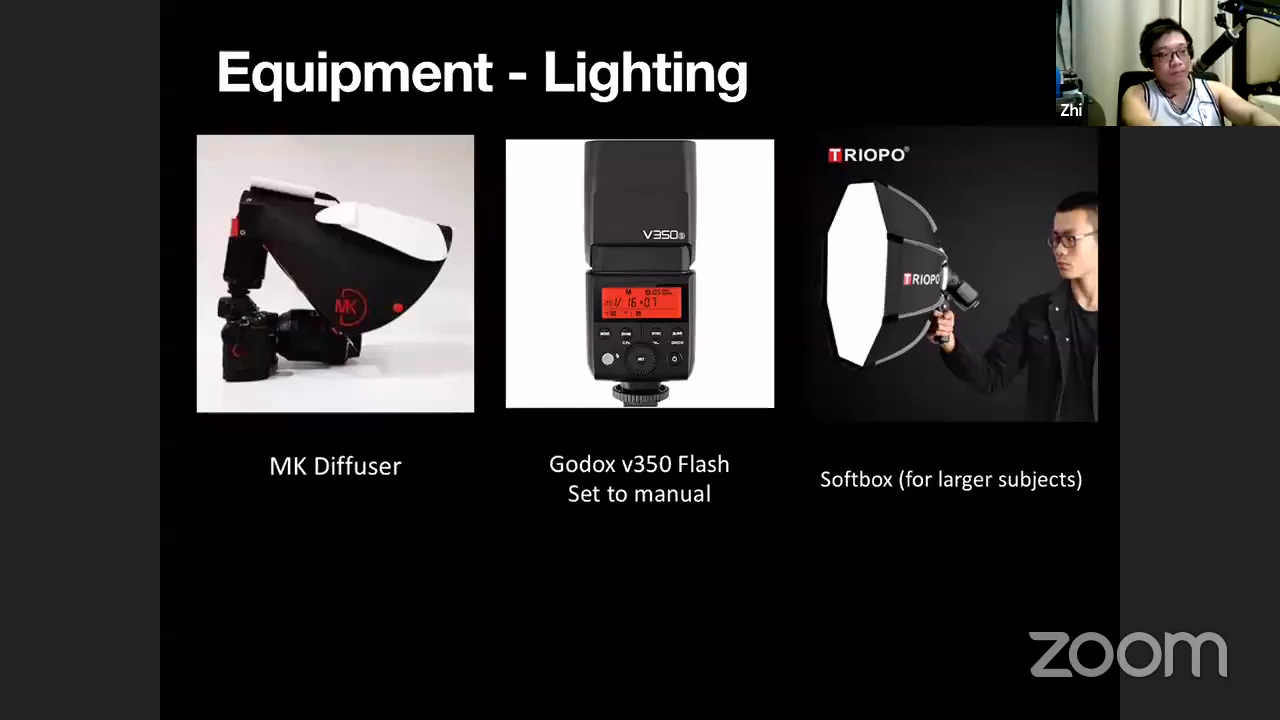 Equipment - Lighting
Zhi
TRIOPO®
V350s
TRIOPO
MK
M
1/16 +0.7
MK Diffuser
Godox v350 Flash
Set to manual
Softbox (for larger subjects)
zoom